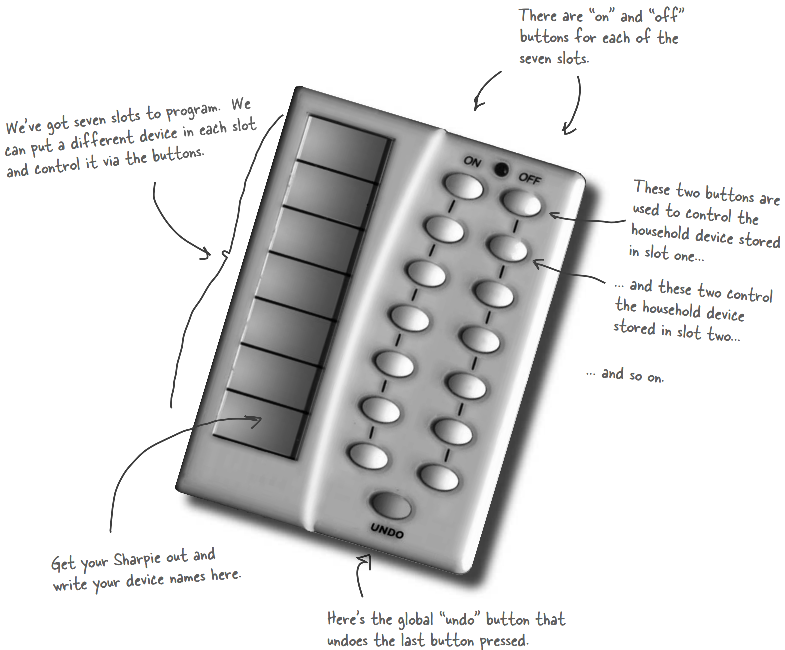 There are “on” and “off”
buttons for each of the
seven slots.
We’ve got seven slots to program.  We
can put a different device in each slot
and control it via the buttons.
ON
OFF
These two buttons are
used to control the
household device stored
in slot one...
... and these two control
the household device
stored in slot two...
... and so on.
UNDO
Get your Sharpie out and
write your device names here.
Here’s the global “undo” button that
undoes the last button pressed.